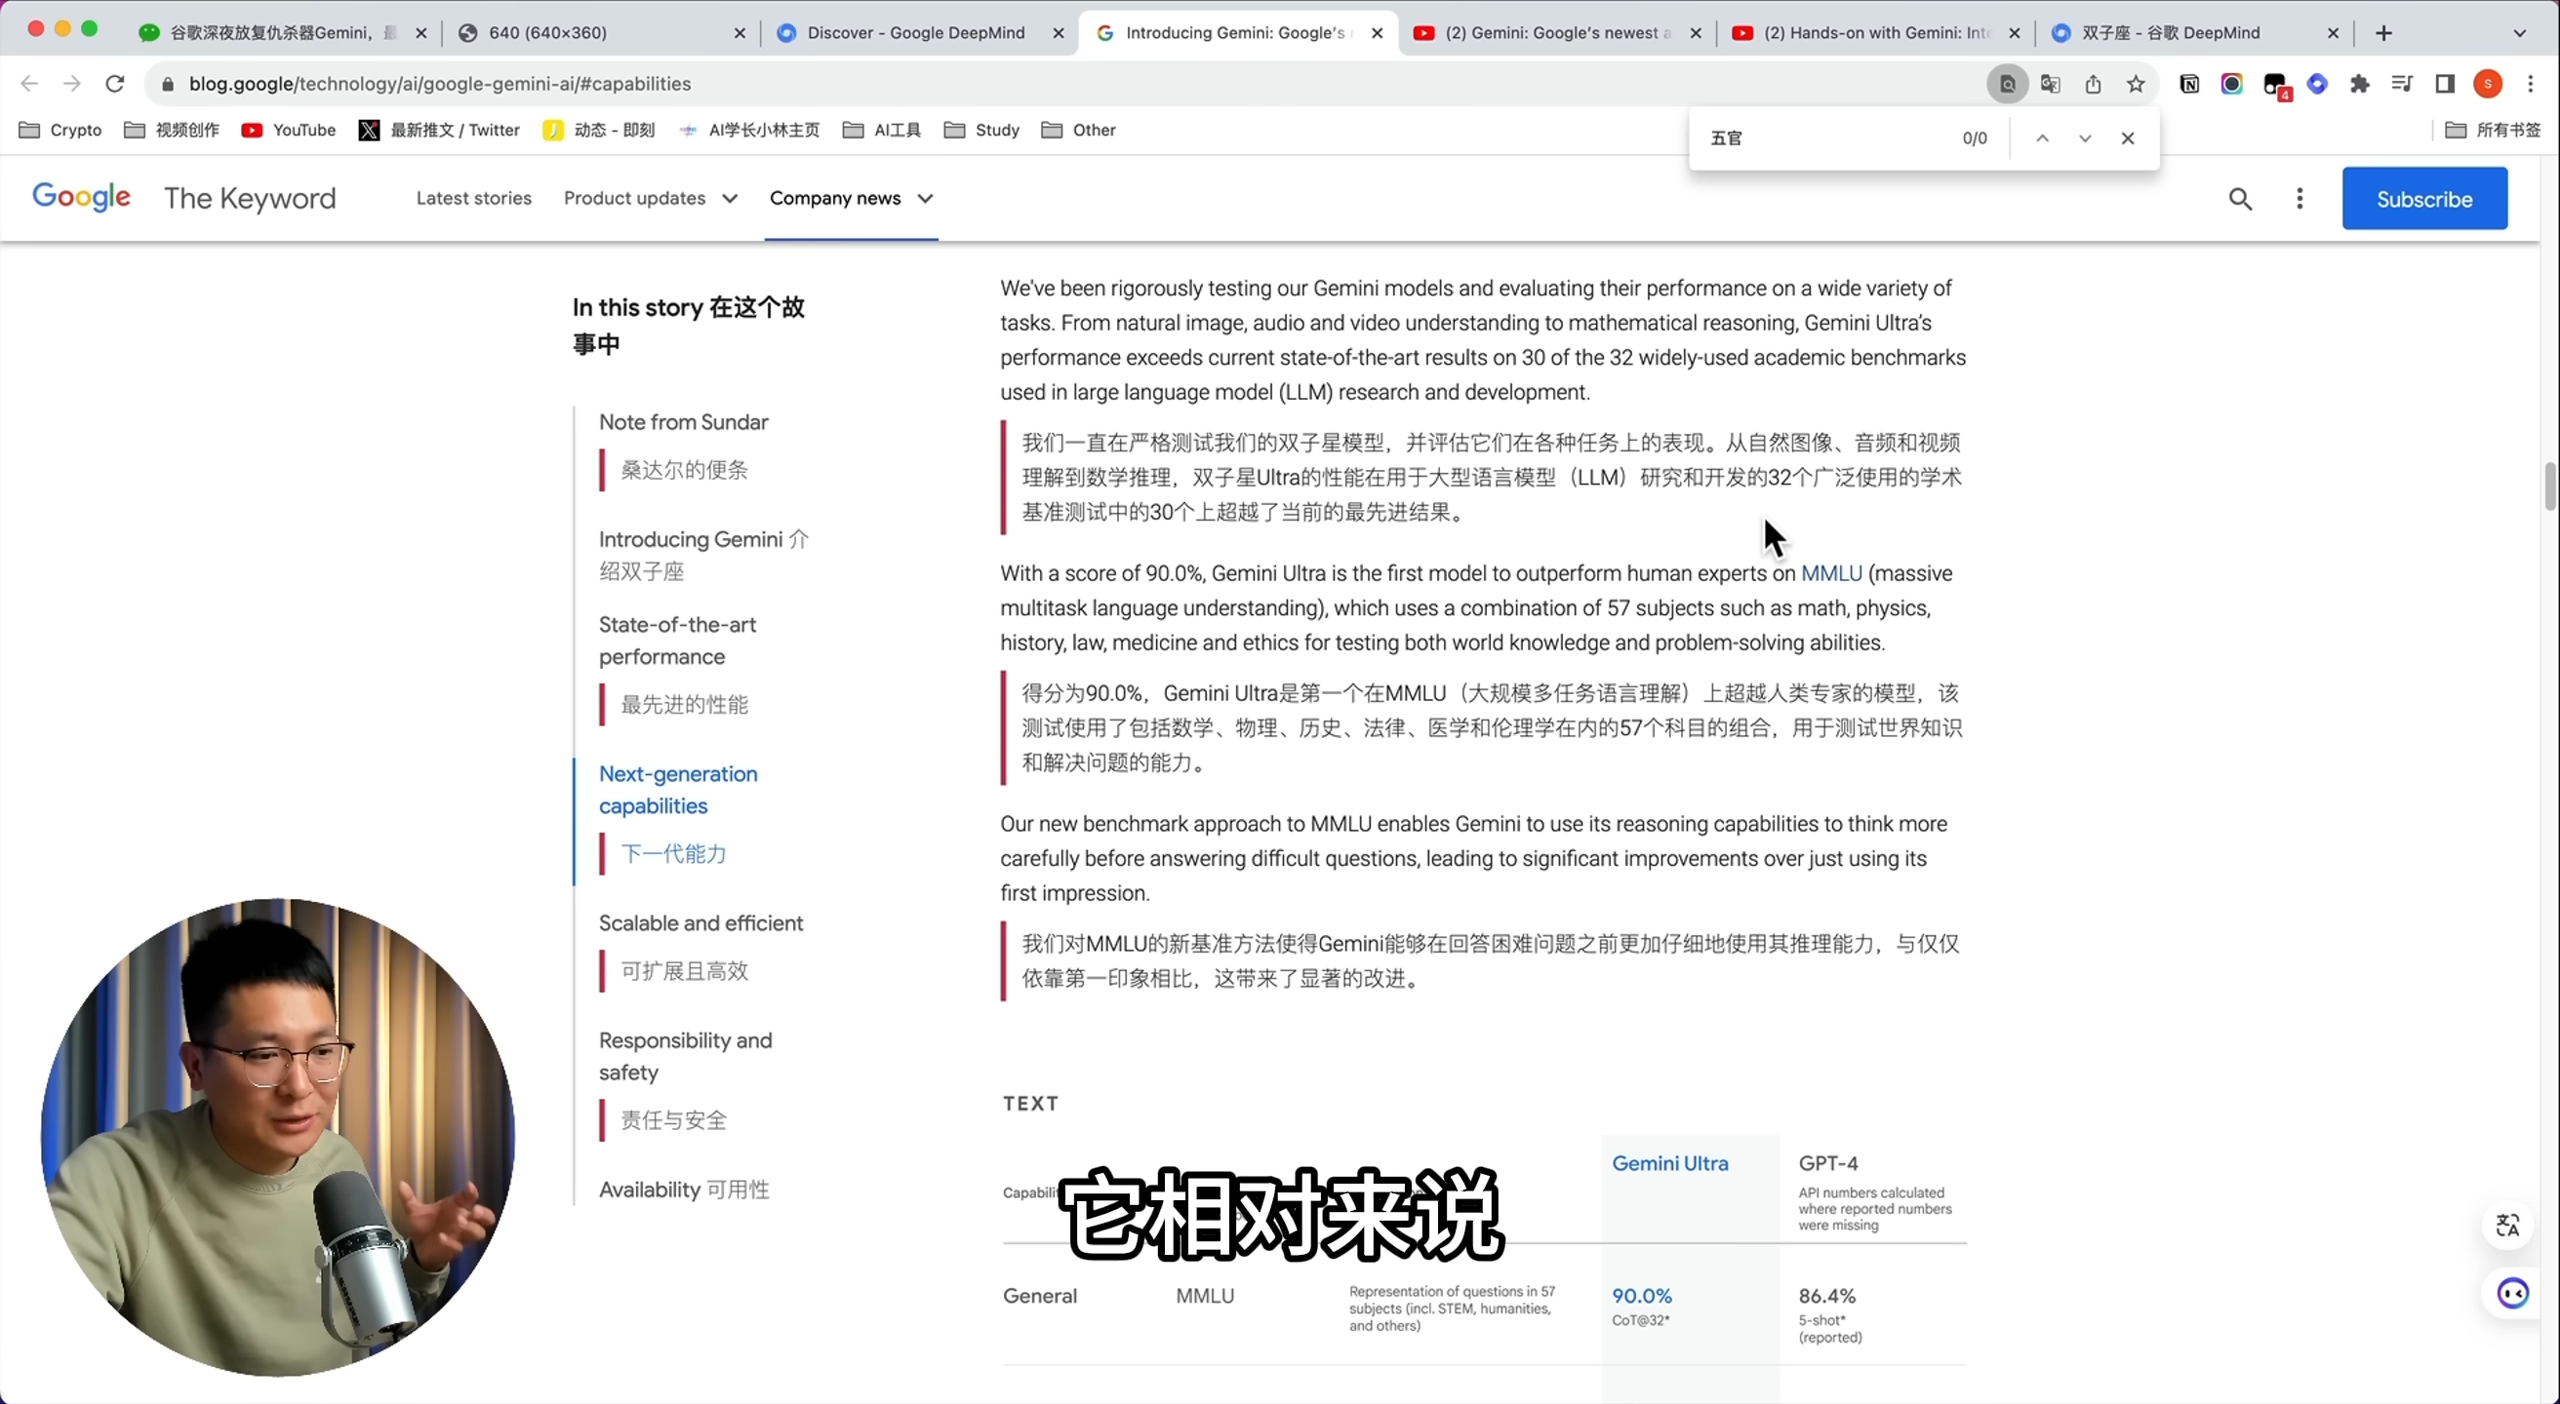 谷歌深夜放复仇杀器Gemini，最
640 (640×360)
Discover - Google DeepMind
Introducing Gemini: Google's
(2) Gemini: Google's newest a
(2) Hands-on with Gemini: Inte
双子座 - 谷歌 DeepMind
blog.google/technology/ai/google-gemini-ai/#capabilities
4
S
Crypto
视频创作
YouTube
最新推文 / Twitter
动态 - 即刻
AI学长小林主页
AI工具
Study
Other
所有书签
五官
0/0
Google The Keyword
Latest stories
Product updates
Company news
Subscribe
In this story 在这个故
事中
Note from Sundar
桑达尔的便条
Introducing Gemini 介
绍双子座
State-of-the-art
performance
最先进的性能
Next-generation
capabilities
下一代能力
Scalable and efficient
可扩展且高效
Responsibility and
safety
责任与安全
Availability 可用性
We've been rigorously testing our Gemini models and evaluating their performance on a wide variety of
tasks. From natural image, audio and video understanding to mathematical reasoning, Gemini Ultra's
performance exceeds current state-of-the-art results on 30 of the 32 widely-used academic benchmarks
used in large language model (LLM) research and development.
我们一直在严格测试我们的双子星模型，并评估它们在各种任务上的表现。从自然图像、音频和视频
理解到数学推理，双子星Ultra的性能在用于大型语言模型（LLM）研究和开发的32个广泛使用的学术
基准测试中的30个上超越了当前的最先进结果。
With a score of 90.0%, Gemini Ultra is the first model to outperform human experts on MMLU (massive
multitask language understanding), which uses a combination of 57 subjects such as math, physics,
history, law, medicine and ethics for testing both world knowledge and problem-solving abilities.
得分为90.0%，Gemini Ultra是第一个在MMLU（大规模多任务语言理解）上超越人类专家的模型，该
测试使用了包括数学、物理、历史、法律、医学和伦理学在内的57个科目的组合，用于测试世界知识
和解决问题的能力。
Our new benchmark approach to MMLU enables Gemini to use its reasoning capabilities to think more
carefully before answering difficult questions, leading to significant improvements over just using its
first impression.
我们对MMLU的新基准方法使得Gemini能够在回答困难问题之前更加仔细地使用其推理能力，与仅仅
依靠第一印象相比，这带来了显著的改进。
TEXT
Gemini Ultra
GPT-4
API numbers calculated
where reported numbers
were missing
它相对来说
General
MMLU
Representation of questions in 57
subjects (incl. STEM, humanities,
and others)
90.0%
CoT@32*
86.4%
5-shot*
(reported)